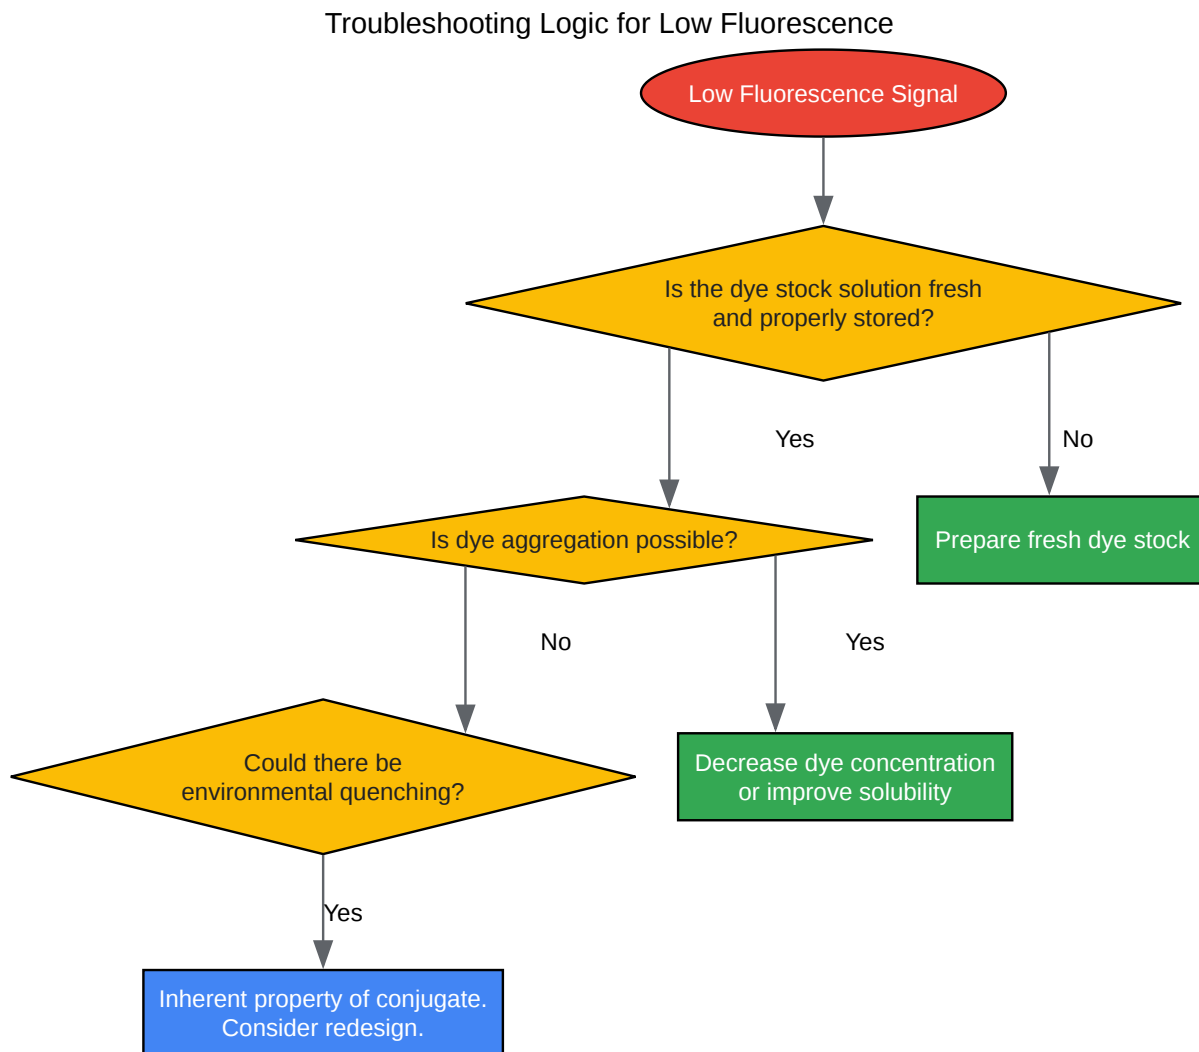 Troubleshooting Logic for Low Fluorescence
Low Fluorescence Signal
Is the dye stock solution fresh
and properly stored?
Yes
No
Is dye aggregation possible?
Prepare fresh dye stock
No
Yes
Could there be
environmental quenching?
Decrease dye concentration
or improve solubility
Yes
Inherent property of conjugate.
Consider redesign.